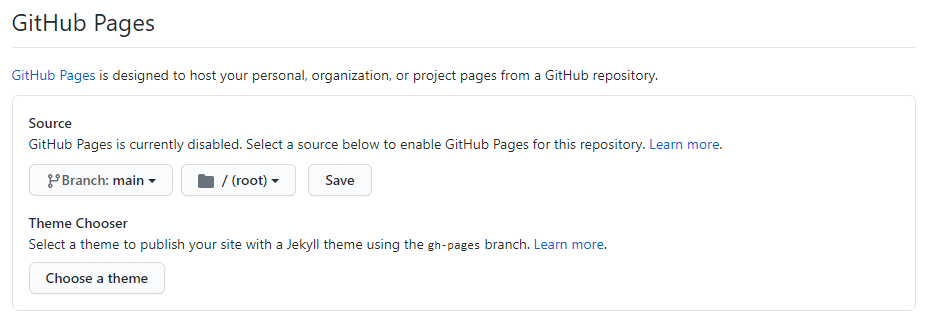 GitHub Pages
GitHub Pages is designed to host your personal, organization, or project pages from a GitHub repository.
Source
GitHub Pages is currently disabled. Select a source below to enable GitHub Pages for this repository. Learn more.
Branch: main / (root) Save
Theme Chooser
Select a theme to publish your site with a Jekyll theme using the gh-pages branch. Learn more.
Choose a theme